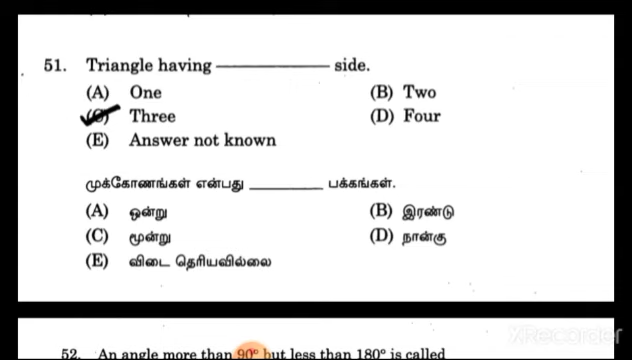 51. Triangle having ———— side.
(A) One (B) Two
(C) Three (D) Four
(E) Answer not known
முக்கோணங்கள் என்பது ________ பக்கங்கள்.
(A) ஒன்று (B) இரண்டு
(C) மூன்று (D) நான்கு
(E) விடை தெரியவில்லை
52. An angle more than 90° but less than 180° is called
XRecorder